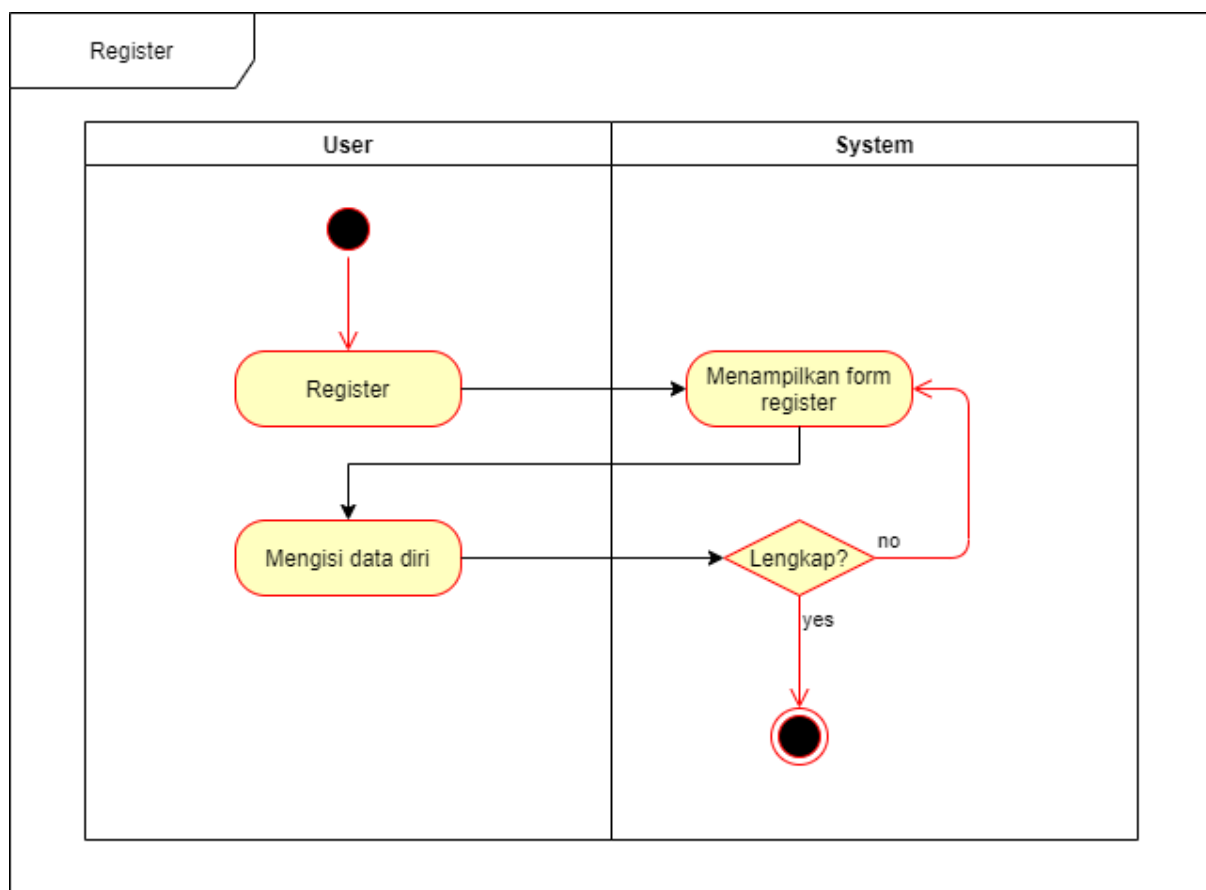 Register
User
System
Register
Menampilkan form
register
Mengisi data diri
Lengkap?
no
yes